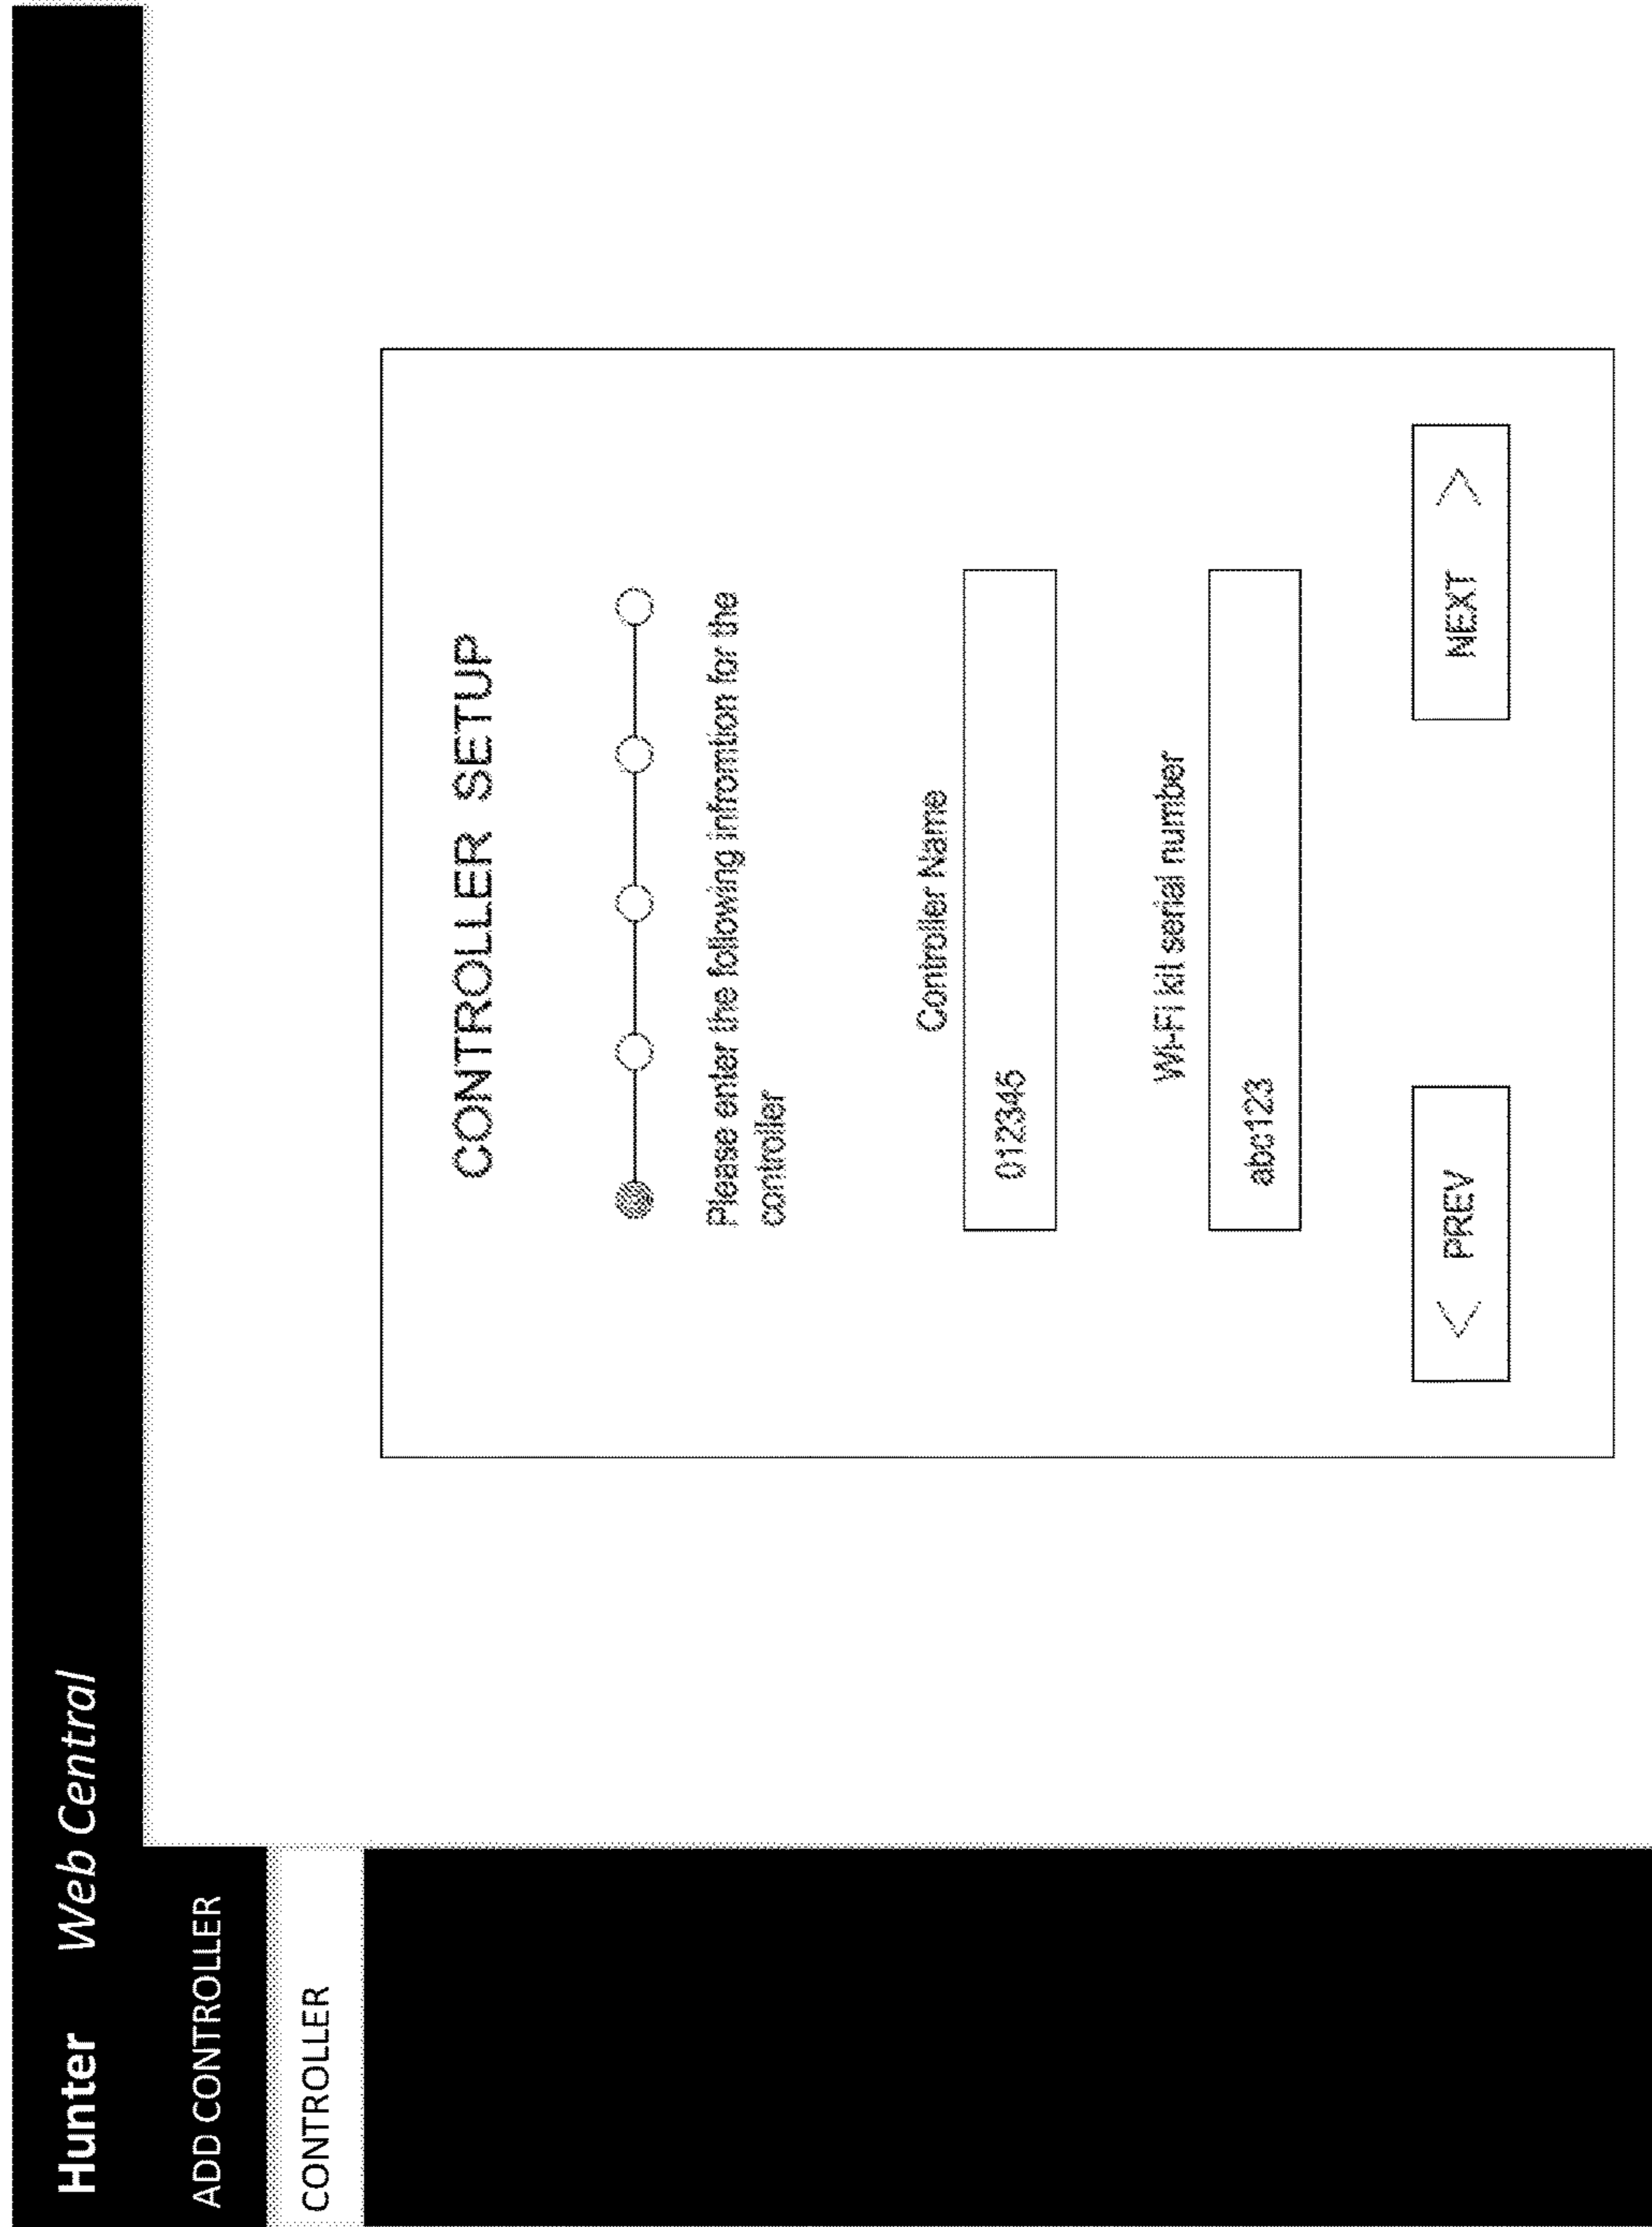 Hunter Web Central
ADD CONTROLLER
CONTROLLER
CONTROLLER SETUP
Please enter the following infromtion for the
controller
Controller Name
012345
Wi-Fi kit serial number
abc123
< PREV
NEXT >